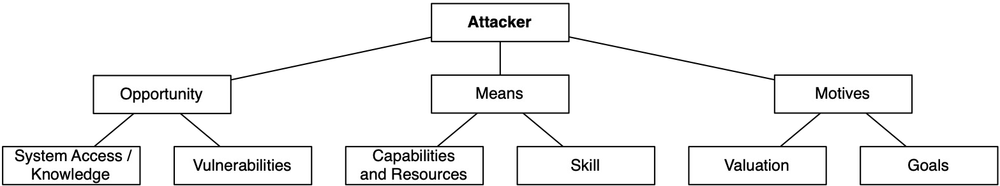 Attacker
Opportunity
Means
Motives
System Access /
Knowledge
Vulnerabilities
Capabilities
and Resources
Skill
Valuation
Goals